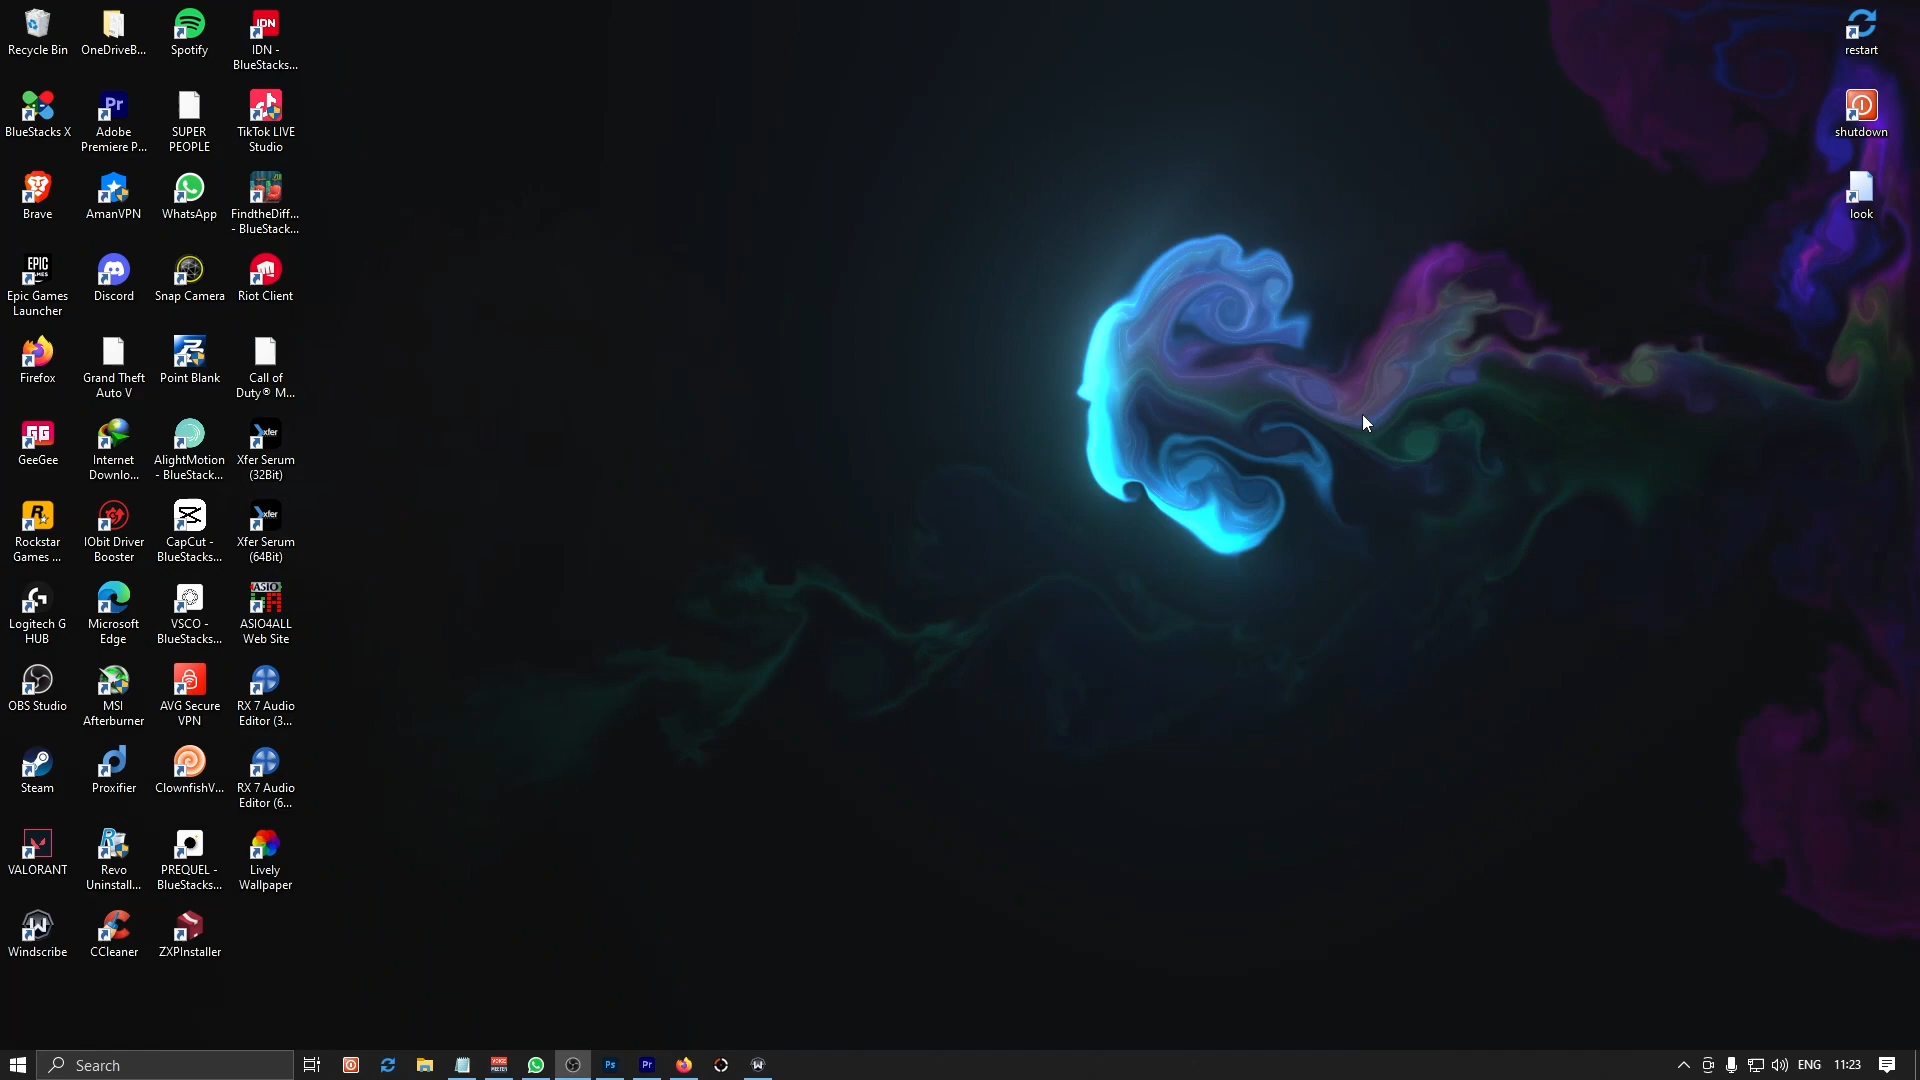 Recycle Bin
OneDriveB...
Spotify
IDN -
BlueStacks...
restart
BlueStacks X
Adobe
Premiere P...
SUPER
PEOPLE
TikTok LIVE
Studio
shutdown
Brave
AmanVPN
WhatsApp
FindtheDiff...
- BlueStack...
look
Epic Games
Launcher
Discord
Snap Camera
Riot Client
Firefox
Grand Theft
Auto V
Point Blank
Call of
Duty® M...
GeeGee
Internet
Downlo...
AlightMotion
- BlueStack...
Xfer Serum
(32Bit)
Rockstar
Games ...
IObit Driver
Booster
CapCut -
BlueStacks...
Xfer Serum
(64Bit)
Logitech G
HUB
Microsoft
Edge
VSCO -
BlueStacks...
ASIO4ALL
Web Site
OBS Studio
MSI
Afterburner
AVG Secure
VPN
RX 7 Audio
Editor (3...
Steam
Proxifier
ClownfishV...
RX 7 Audio
Editor (6...
VALORANT
Revo
Uninstall...
PREQUEL -
BlueStacks...
Lively
Wallpaper
Windscribe
CCleaner
ZXPInstaller
Search
ENG
11:23